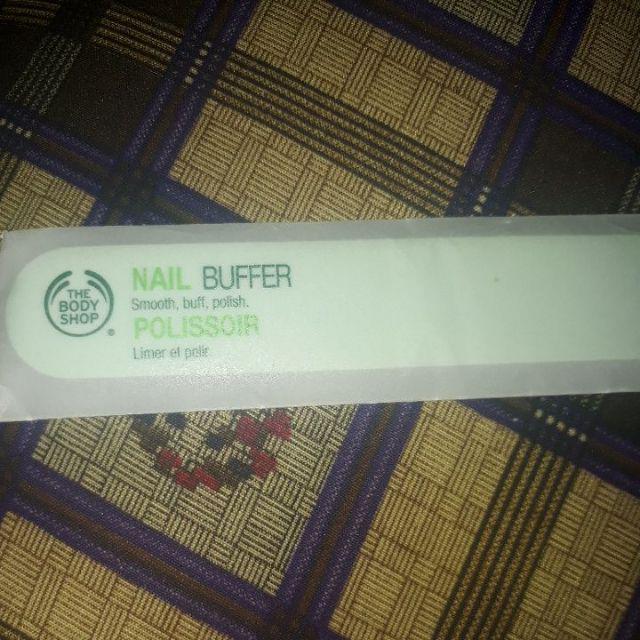 THE
BODY
SHOP
NAIL BUFFER
Smooth, buff, polish.
POLISSOIR
Limer et polir